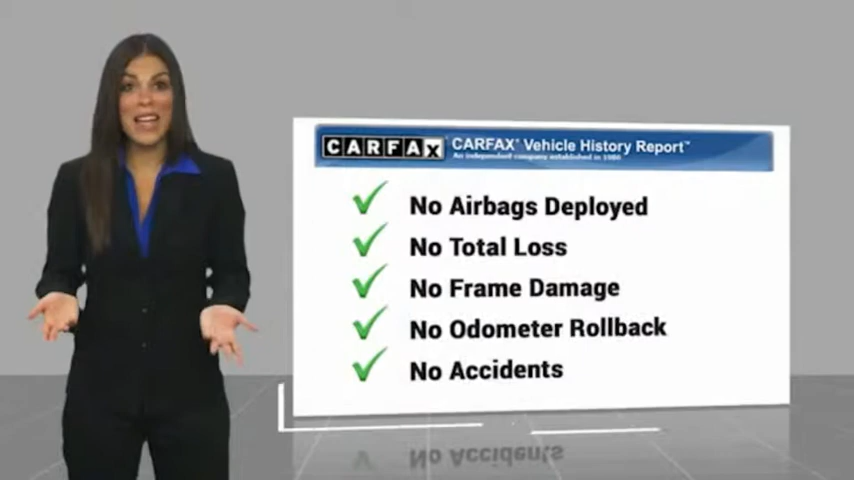 CARFAX CARFAX® Vehicle History Report™
An independent company established in 1986
No Airbags Deployed
No Total Loss
No Frame Damage
No Odometer Rollback
No Accidents
No Accidents